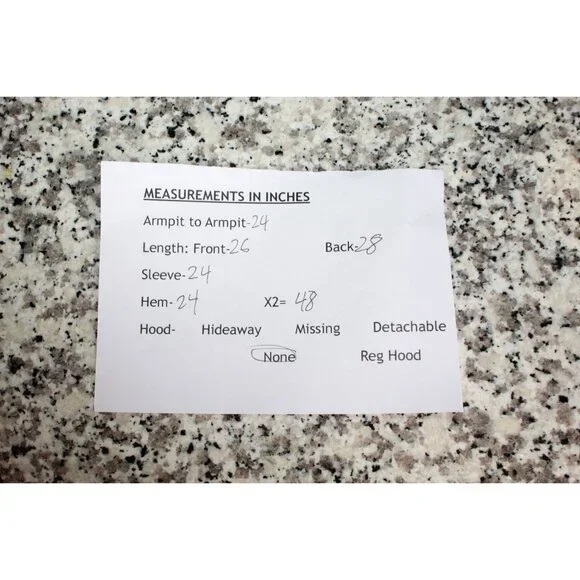 MEASUREMENTS IN INCHES
Armpit to Armpit-24
Length: Front-26 Back-28
Sleeve-24
Hem-24 X2= 48
Hood- Hideaway Missing Detachable
None Reg Hood